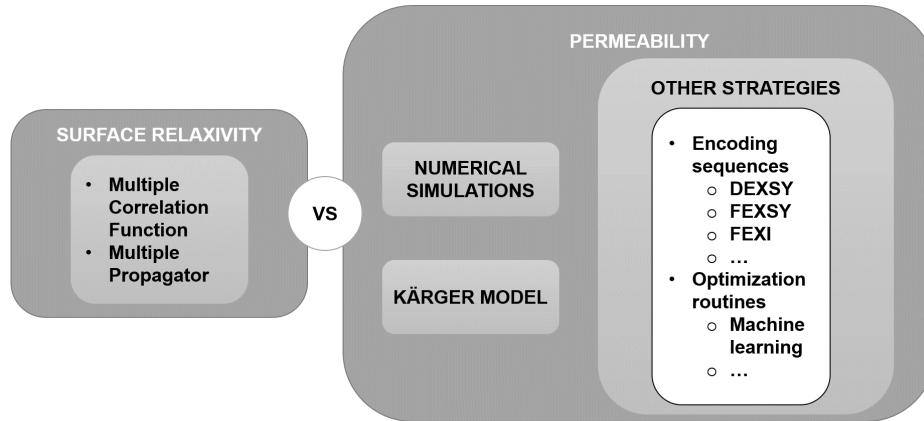 SURFACE RELAXIVITY
• Multiple
Correlation
Function
• Multiple
Propagator
VS
PERMEABILITY
NUMERICAL
SIMULATIONS
KÄRGER MODEL
OTHER STRATEGIES
• Encoding
sequences
o DEXSY
o FEXSY
o FEXI
o ...
• Optimization
routines
o Machine
learning
o ...